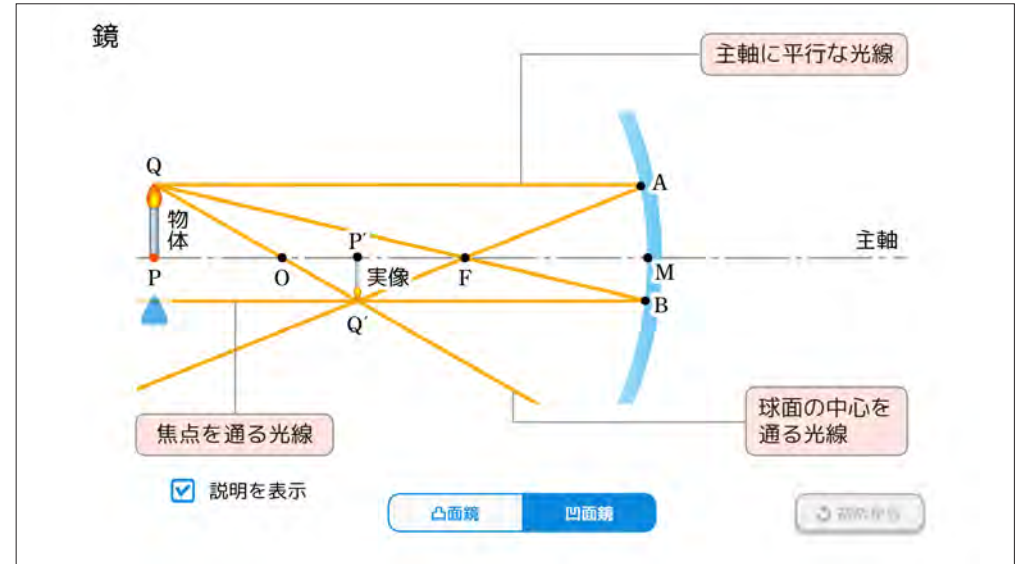 鏡
主軸に平行な光線
Q
A
物
体
P´
主軸
P
O
実像
F
M
B
Q´
焦点を通る光線
球面の中心を
通る光線
説明を表示
凸面鏡
凹面鏡